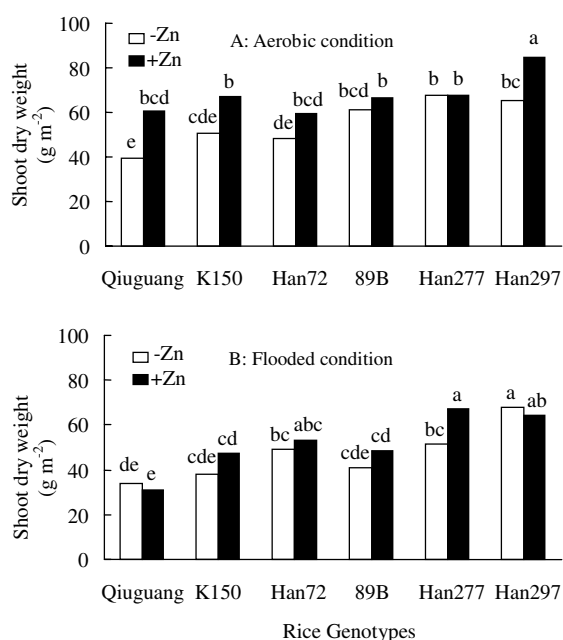 100
80
60
40
20
0
Shoot dry weight
(g m-2)
-Zn
+Zn
A: Aerobic condition
e bcd cde b de bcd bcd b b b bc a
Qiuguang K150 Han72 89B Han277 Han297
100
80
60
40
20
0
Shoot dry weight
(g m-2)
-Zn
+Zn
B: Flooded condition
de e cde cd bc abc cde cd bc a a ab
Qiuguang K150 Han72 89B Han277 Han297
Rice Genotypes